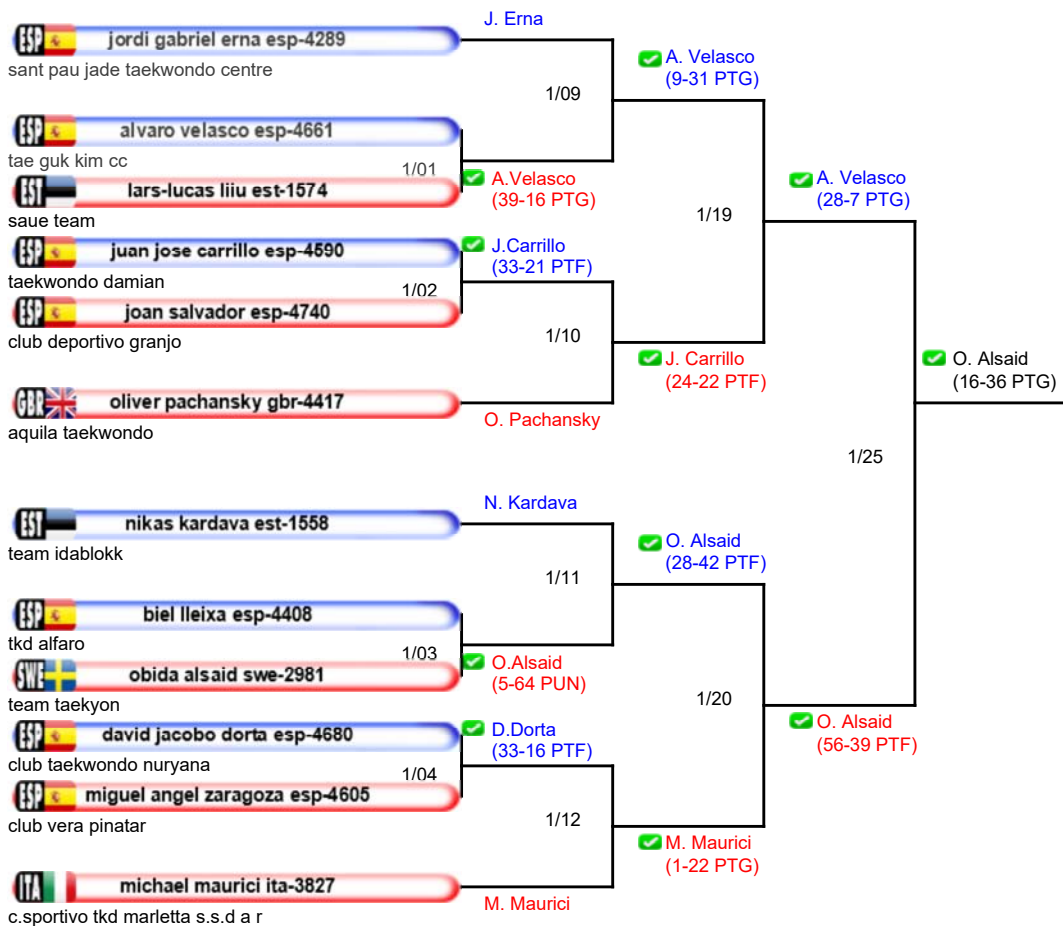 J. Erna
ESP jordi gabriel erna esp-4289
sant pau jade taekwondo centre
1/09
A. Velasco
(9-31 PTG)
ESP alvaro velasco esp-4661
tae guk kim cc
1/01
EST lars-lucas liiu est-1574
saue team
A.Velasco
(39-16 PTG)
1/19
A. Velasco
(28-7 PTG)
ESP juan jose carrillo esp-4590
taekwondo damian
J.Carrillo
(33-21 PTF)
1/02
ESP joan salvador esp-4740
club deportivo granjo
1/10
J. Carrillo
(24-22 PTF)
GBR oliver pachansky gbr-4417
aquila taekwondo
O. Pachansky
O. Alsaid
(16-36 PTG)
1/25
N. Kardava
EST nikas kardava est-1558
team idablokk
1/11
O. Alsaid
(28-42 PTF)
ESP biel lleixa esp-4408
tkd alfaro
1/03
SWE obida alsaid swe-2981
team taekyon
O.Alsaid
(5-64 PUN)
1/20
O. Alsaid
(56-39 PTF)
ESP david jacobo dorta esp-4680
club taekwondo nuryana
D.Dorta
(33-16 PTF)
1/04
ESP miguel angel zaragoza esp-4605
club vera pinatar
1/12
M. Maurici
(1-22 PTG)
ITA michael maurici ita-3827
c.sportivo tkd marletta s.s.d a r
M. Maurici